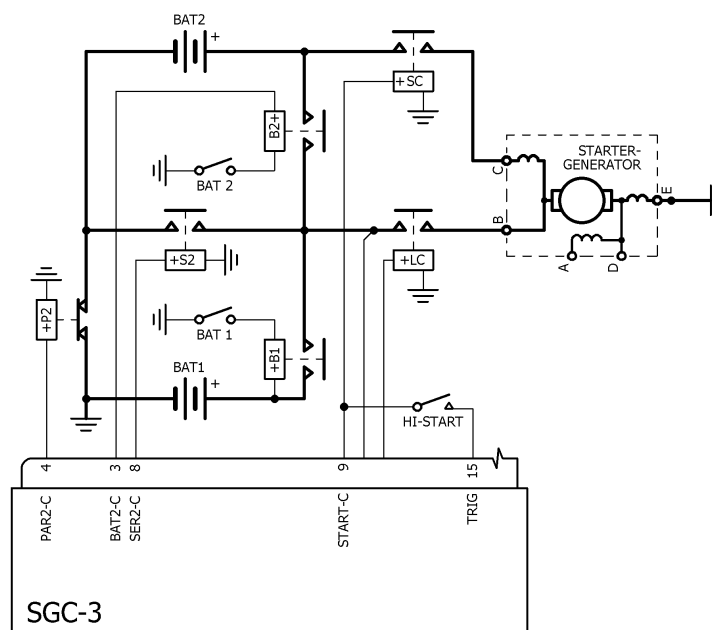 BAT2
+
+SC
B2+
STARTER-
GENERATOR
BAT 2
C
E
B
+S2
+LC
A
D
+P2
BAT 1
+B1
BAT1
+
HI-START
4
3
8
9
15
PAR2-C
BAT2-C
SER2-C
START-C
TRIG
SGC-3